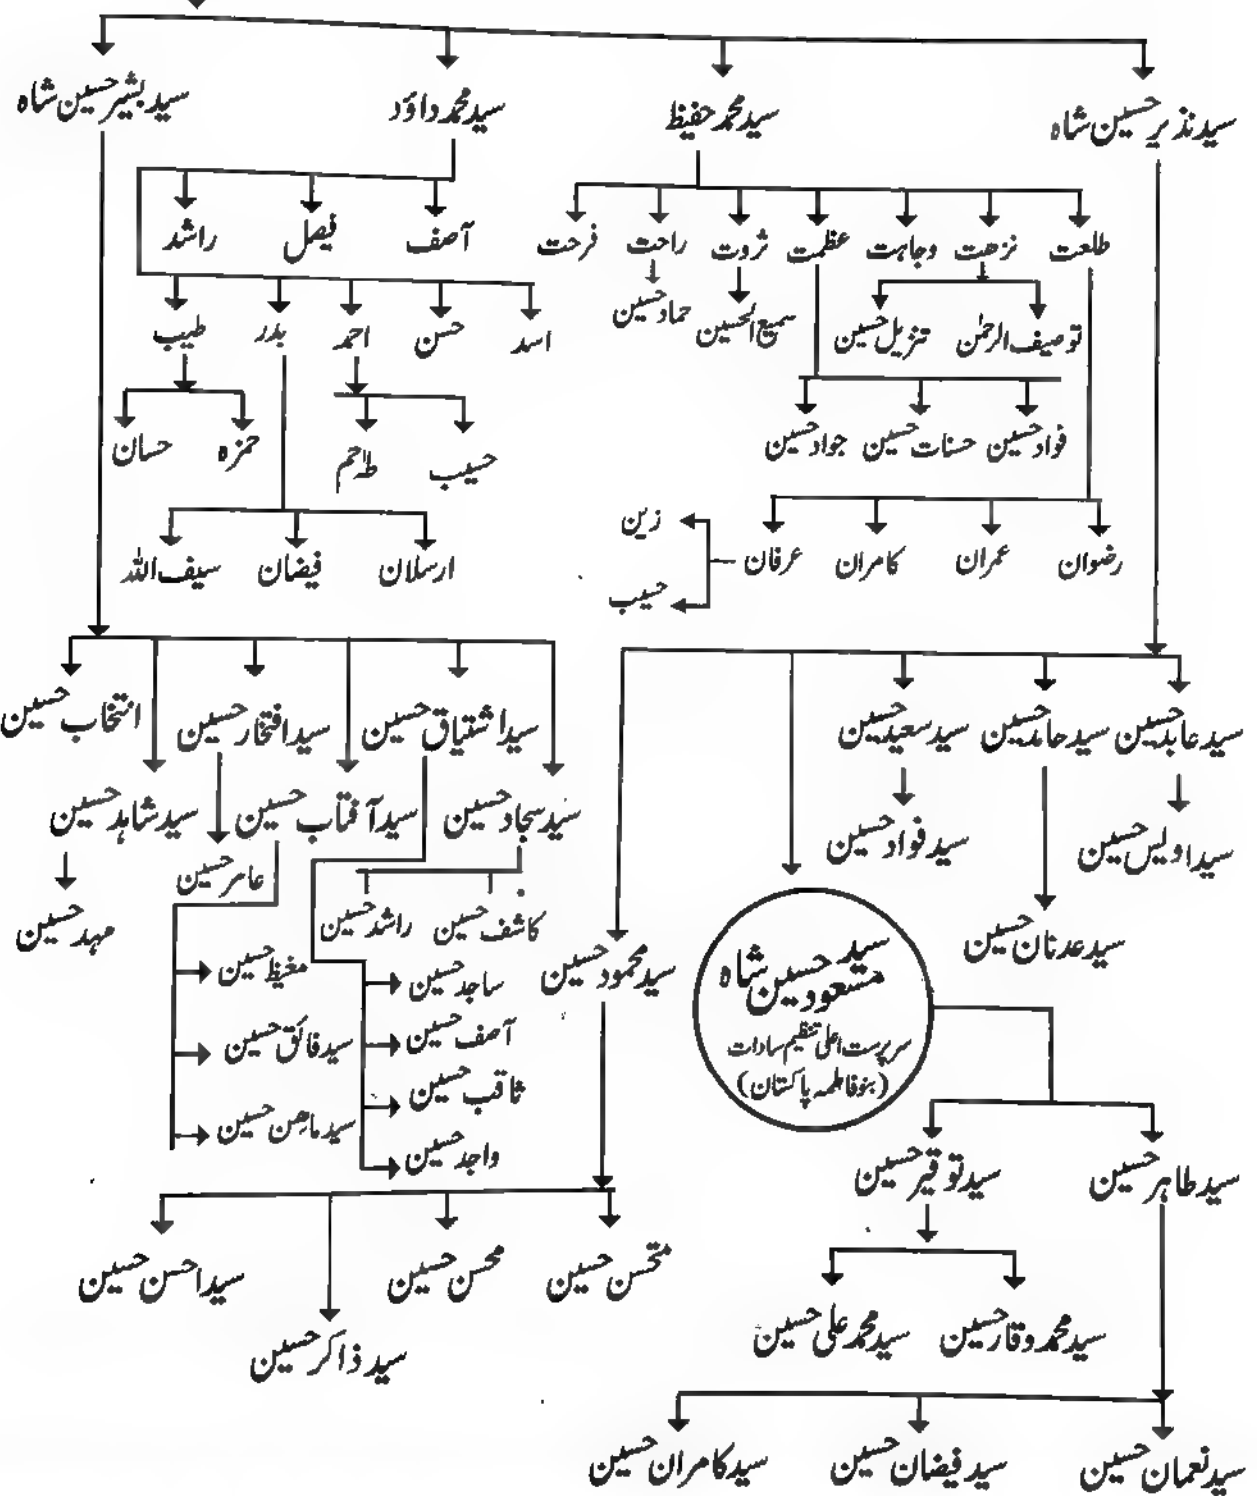 سید نذیر حسین شاہ
سید محمد حفیظ
سید محمد داؤد
سید بشیر حسین شاہ
طلعت
نزھت
وجاہت
عظمت
ثروت
راحت
فرحت
آصف
فیصل
راشد
توصیف الرحمٰن
تنزیل حسین
سمیع الحسین
حماد حسین
اسد
حسن
احمد
بدر
طیب
فواد حسین
حسنات حسین
جواد حسین
حسیب
طہٰ احمد
حمزہ
حسان
رضوان
عمران
کامران
عرفان
زین
حسیب
ارسلان
فیضان
سیف اللہ
سید عابد حسین
سید حامد حسین
سید سعید حسین
سید اشتیاق حسین
سید افتخار حسین
انتخاب حسین
سید اویس حسین
سید فواد حسین
سید سجاد حسین
سید آفتاب حسین
سید شاہد حسین
سید عدنان حسین
عامر حسین
مہد حسین
کاشف حسین
راشد حسین
سید محمود حسین
سید مسعود حسین شاہ
سرپرست اعلیٰ تنظیم سادات
(بنو فاطمہ پاکستان)
ساجد حسین
آصف حسین
ثاقب حسین
واجد حسین
مغیظ حسین
سید فائق حسین
سید ماھن حسین
سید طاہر حسین
سید توقیر حسین
متحسن حسین
محسن حسین
سید احسن حسین
سید ذاکر حسین
سید محمد وقار حسین
سید محمد علی حسین
سید نعمان حسین
سید فیضان حسین
سید کامران حسین